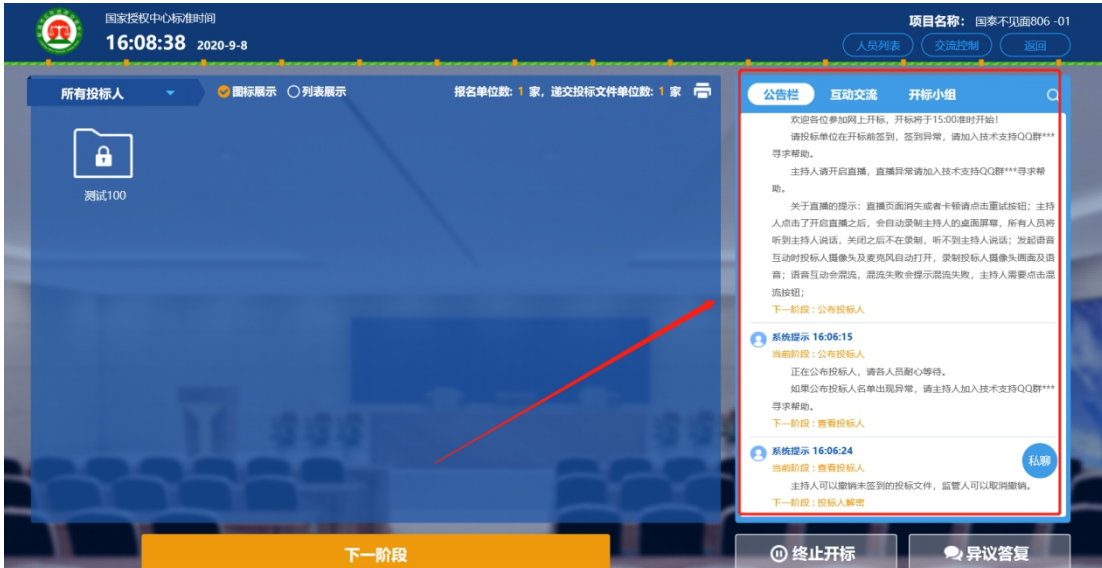 国家授权中心标准时间
16:08:38 2020-9-8
项目名称： 国泰不见面806 -01
人员列表 交流控制 返回
所有投标人 图标展示 列表展示 报名单位数: 1 家，递交投标文件单位数: 1 家
测试100
公告栏 互动交流 开标小组
欢迎各位参加网上开标，开标将于15:00准时开始！
请投标单位在开标前签到，签到异常，请加入技术支持QQ群***
寻求帮助。
主持人请开启直播，直播异常请加入技术支持QQ群***寻求帮
助。
关于直播的提示：直播页面消失或者卡顿请点击重试按钮；主持
人点击了开启直播之后，会自动录制主持人的桌面屏幕，所有人员将
听到主持人说话，关闭之后不在录制，听不到主持人说话；发起语音
互动时投标人摄像头及麦克风自动打开，录制投标人摄像头画面及语
音；语音互动会混流，混流失败会提示混流失败，主持人需要点击混
流按钮；
下一阶段 : 公布投标人
系统提示 16:06:15
当前阶段 : 公布投标人
正在公布投标人，请各人员耐心等待。
如果公布投标人名单出现异常，请主持人加入技术支持QQ群***
寻求帮助。
下一阶段 : 查看投标人
系统提示 16:06:24
当前阶段 : 查看投标人
主持人可以撤销未签到的投标文件，监管人可以取消撤销。
下一阶段 : 投标人解密
私聊
下一阶段 终止开标 异议答复